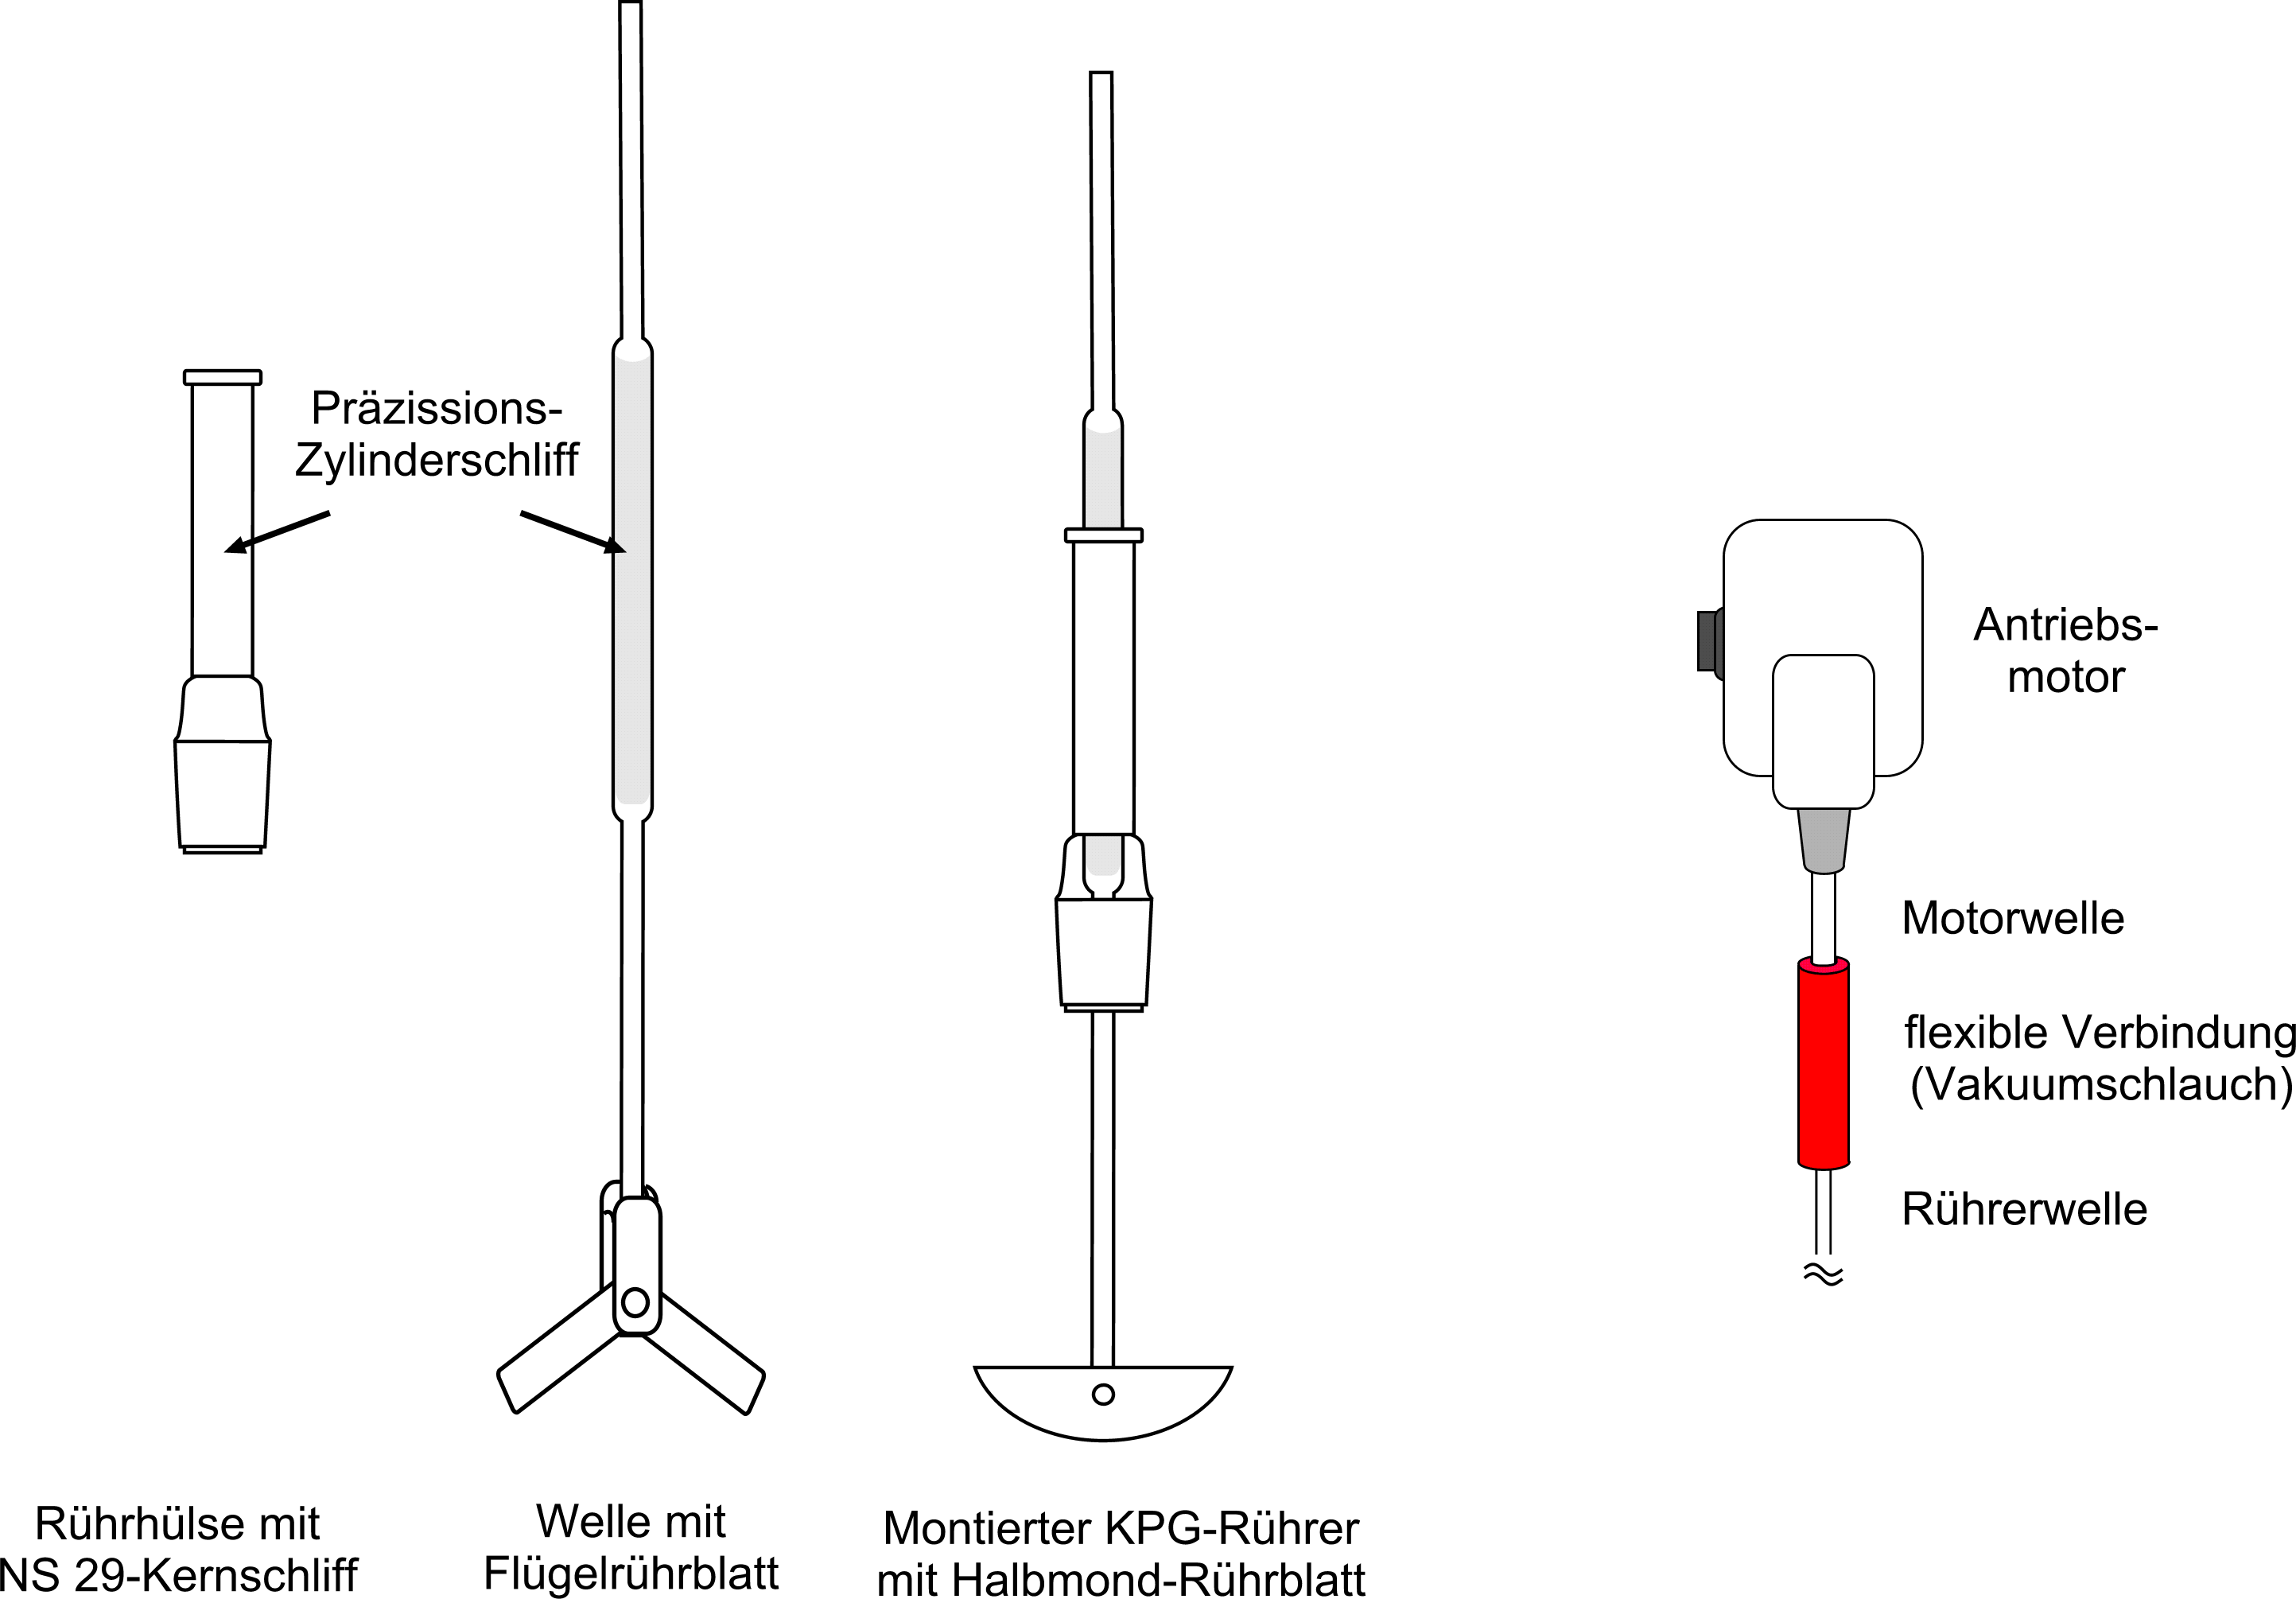 Präzissions-
Zylinderschliff
Antriebs-
motor
Motorwelle
flexible Verbindung
(Vakuumschlauch)
Rührerwelle
Rührhülse mit
NS 29-Kernschliff
Welle mit
Flügelrührblatt
Montierter KPG-Rührer
mit Halbmond-Rührblatt